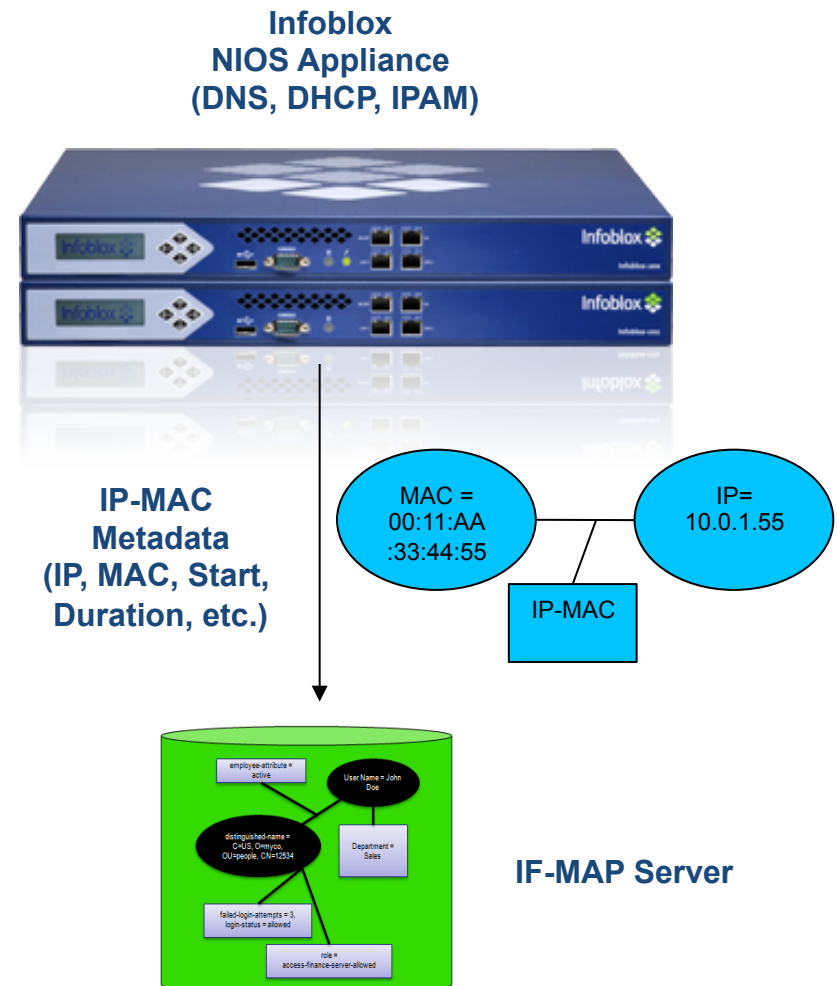 Infoblox
NIOS Appliance
(DNS, DHCP, IPAM)
Infoblox
Infoblox
Infoblox
Infoblox
IP-MAC
Metadata
(IP, MAC, Start,
Duration, etc.)
MAC =
00:11:AA
:33:44:55
IP=
10.0.1.55
IP-MAC
employee-attribute =
active
User Name = John
Doe
distinguished-name =
C=US, O=myco,
OU=people, CN=12534
Department =
Sales
failed-login-attempts = 3,
login-status = allowed
role =
access-finance-server-allowed
IF-MAP Server